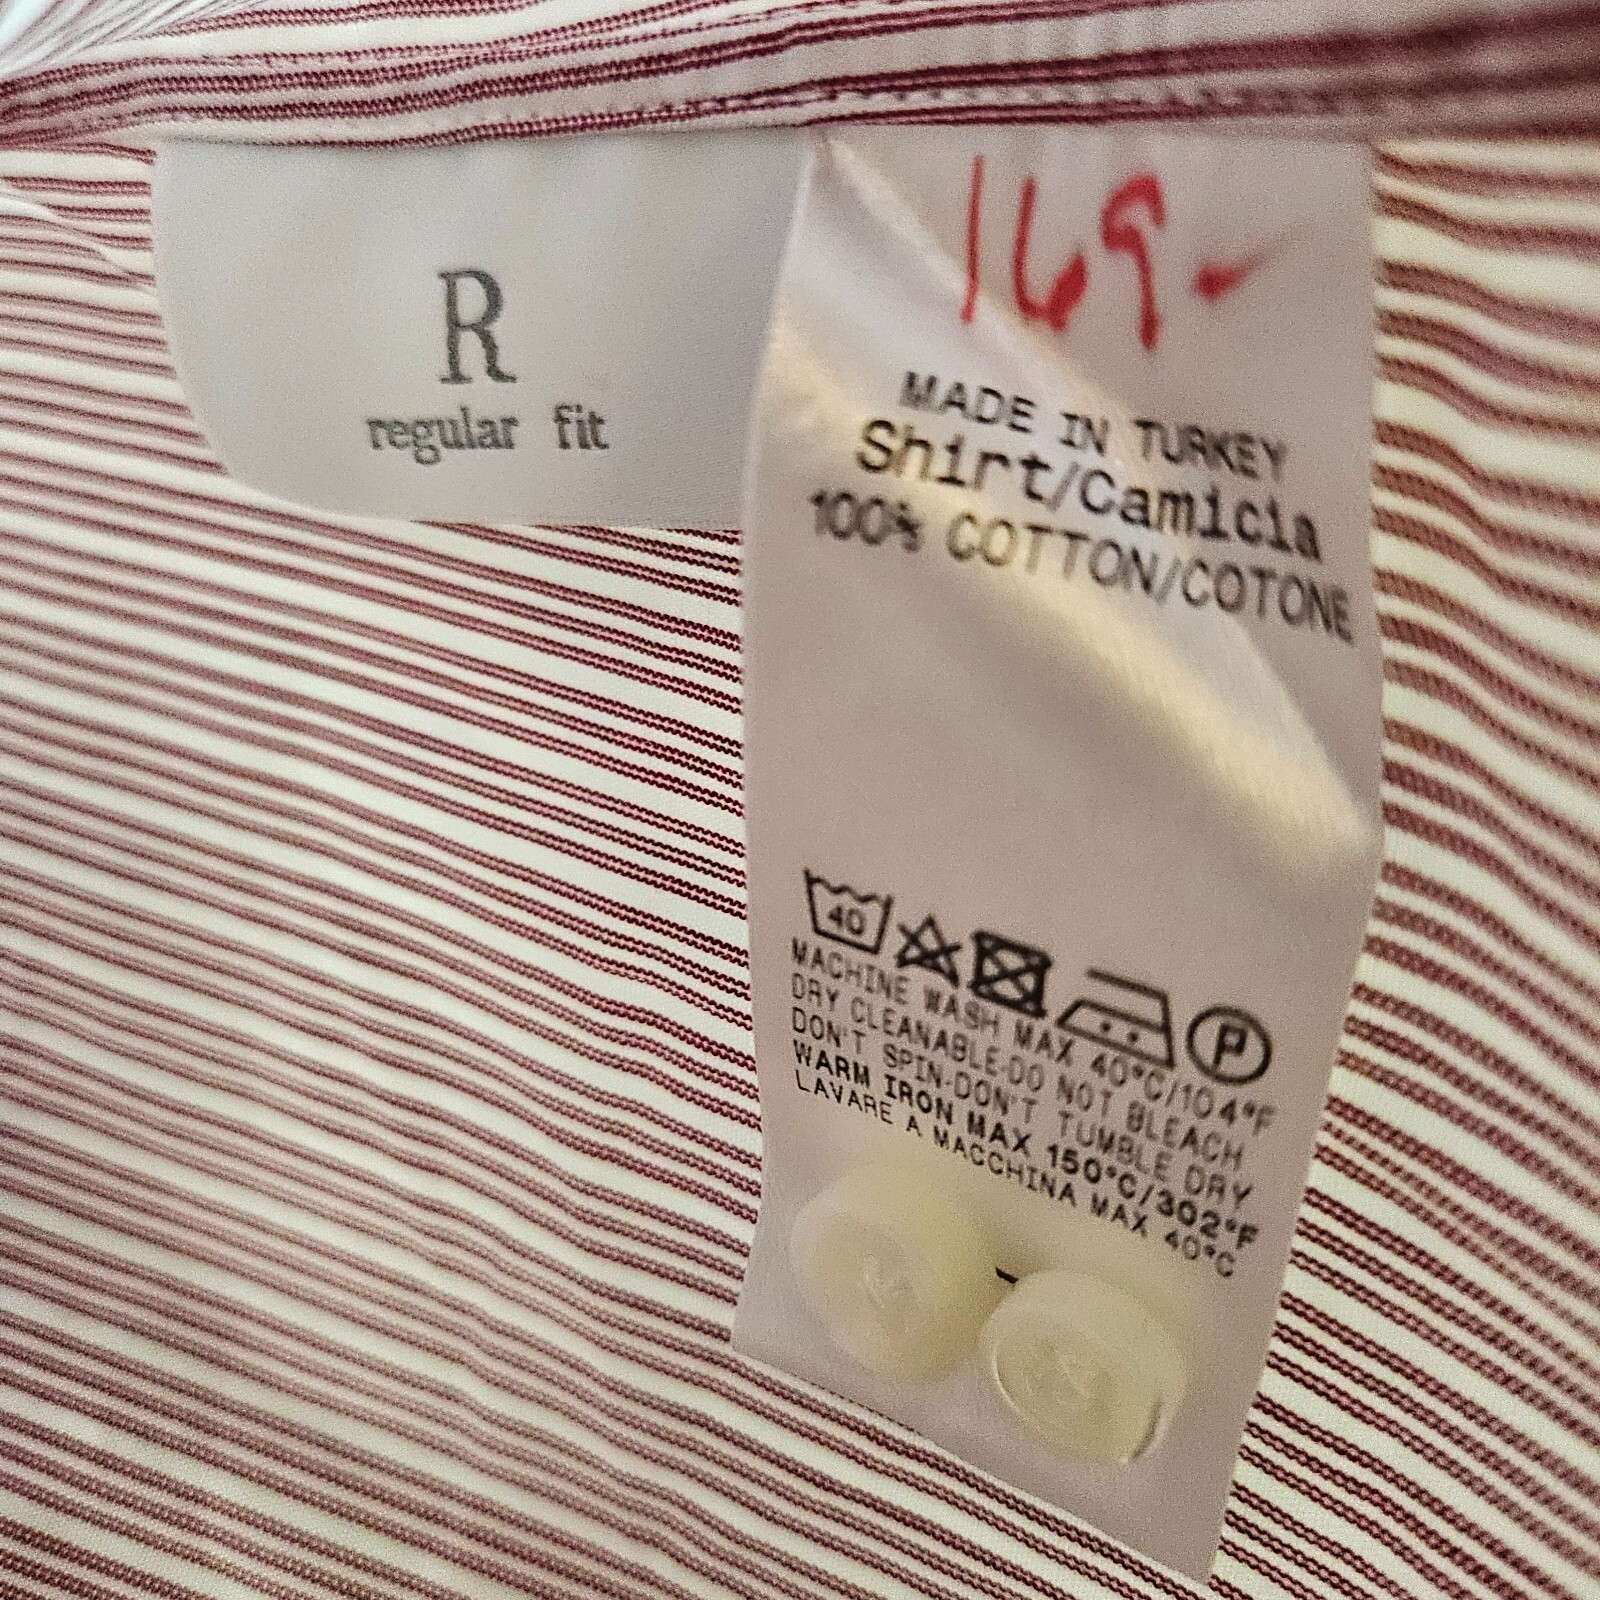 R
regular fit
169-
MADE IN TURKEY
Shirt/Camicia
100% COTTON/COTONE
40
P
MACHINE WASH MAX 40°C/104°F
DRY CLEANABLE-DO NOT BLEACH
DON'T SPIN-DON'T TUMBLE DRY
WARM IRON MAX 150°C/302°F
LAVARE A MACCHINA MAX 40°C